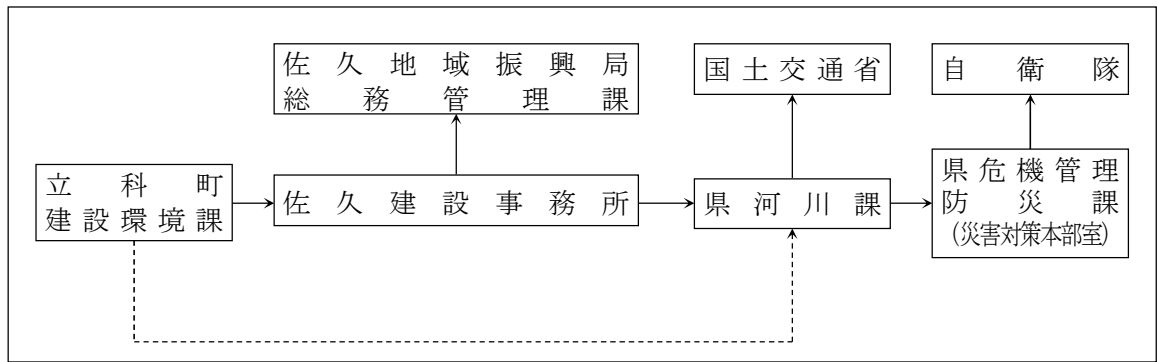 佐久地域振興局
総務管理課
国土交通省
自衛隊
立科町
建設環境課
佐久建設事務所
県河川課
県危機管理
防災課
（災害対策本部室）